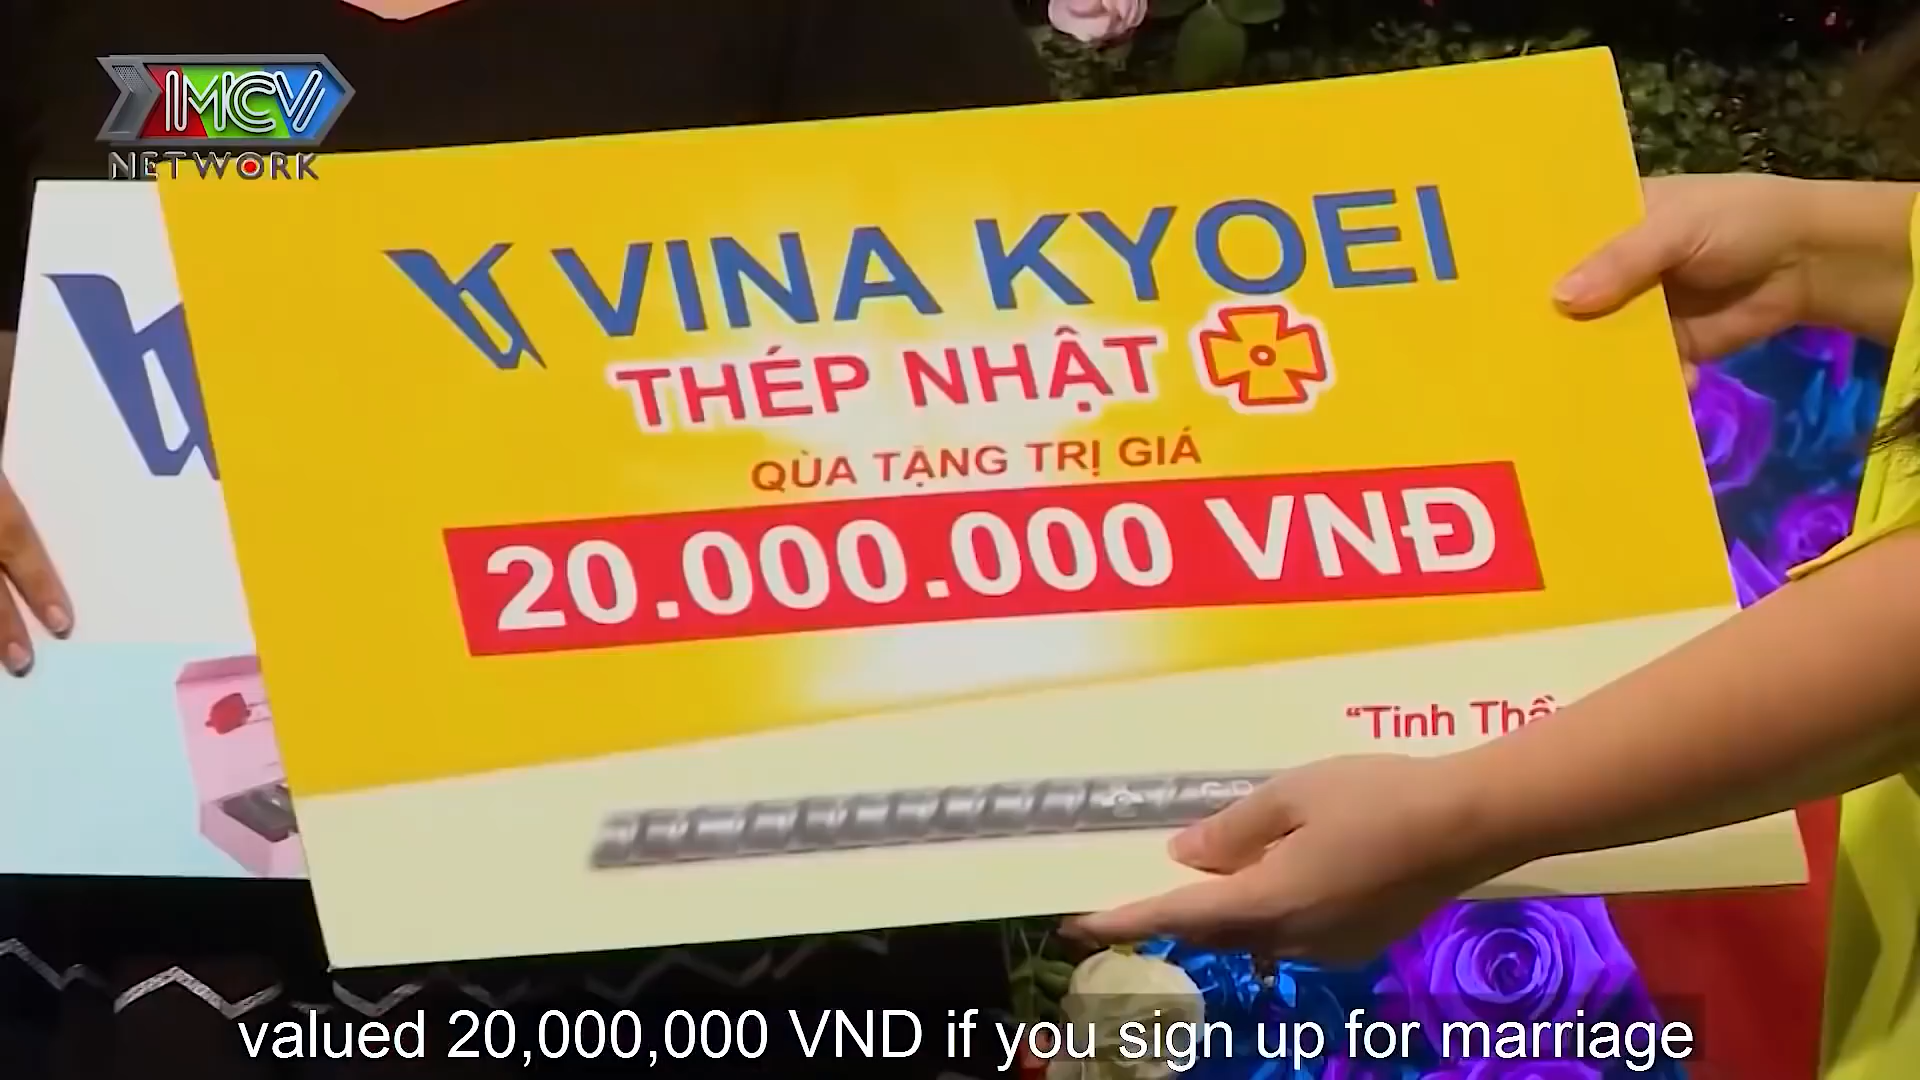 MCV
NETWORK
VINA KYOEI
THÉP NHẬT
QÙA TẶNG TRỊ GIÁ
20.000.000 VNĐ
“Tinh
valued 20,000,000 VND if you sign up for marriage